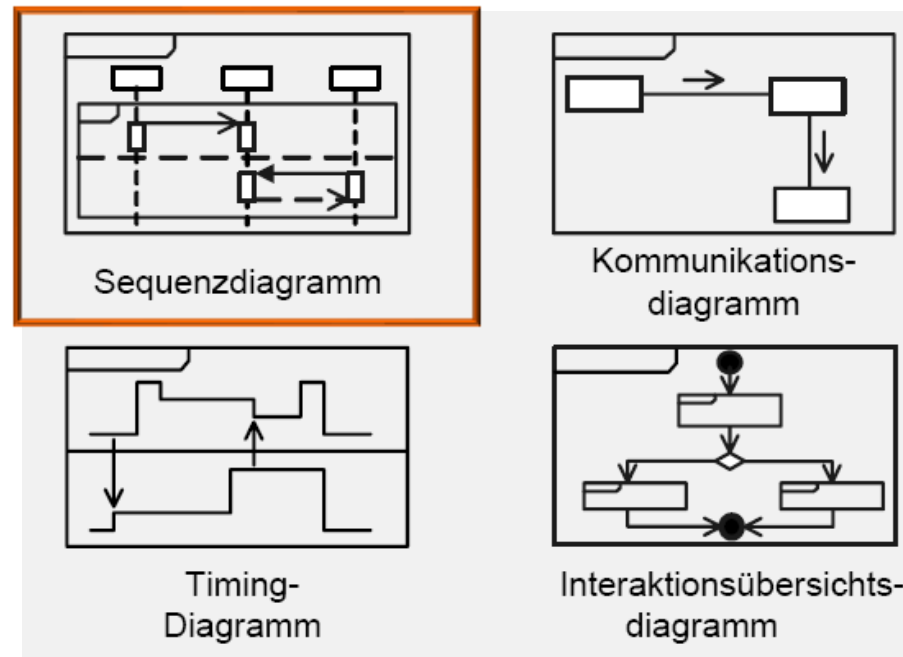 Sequenzdiagramm
Kommunikations-
diagramm
Timing-
Diagramm
Interaktionsübersichts-
diagramm